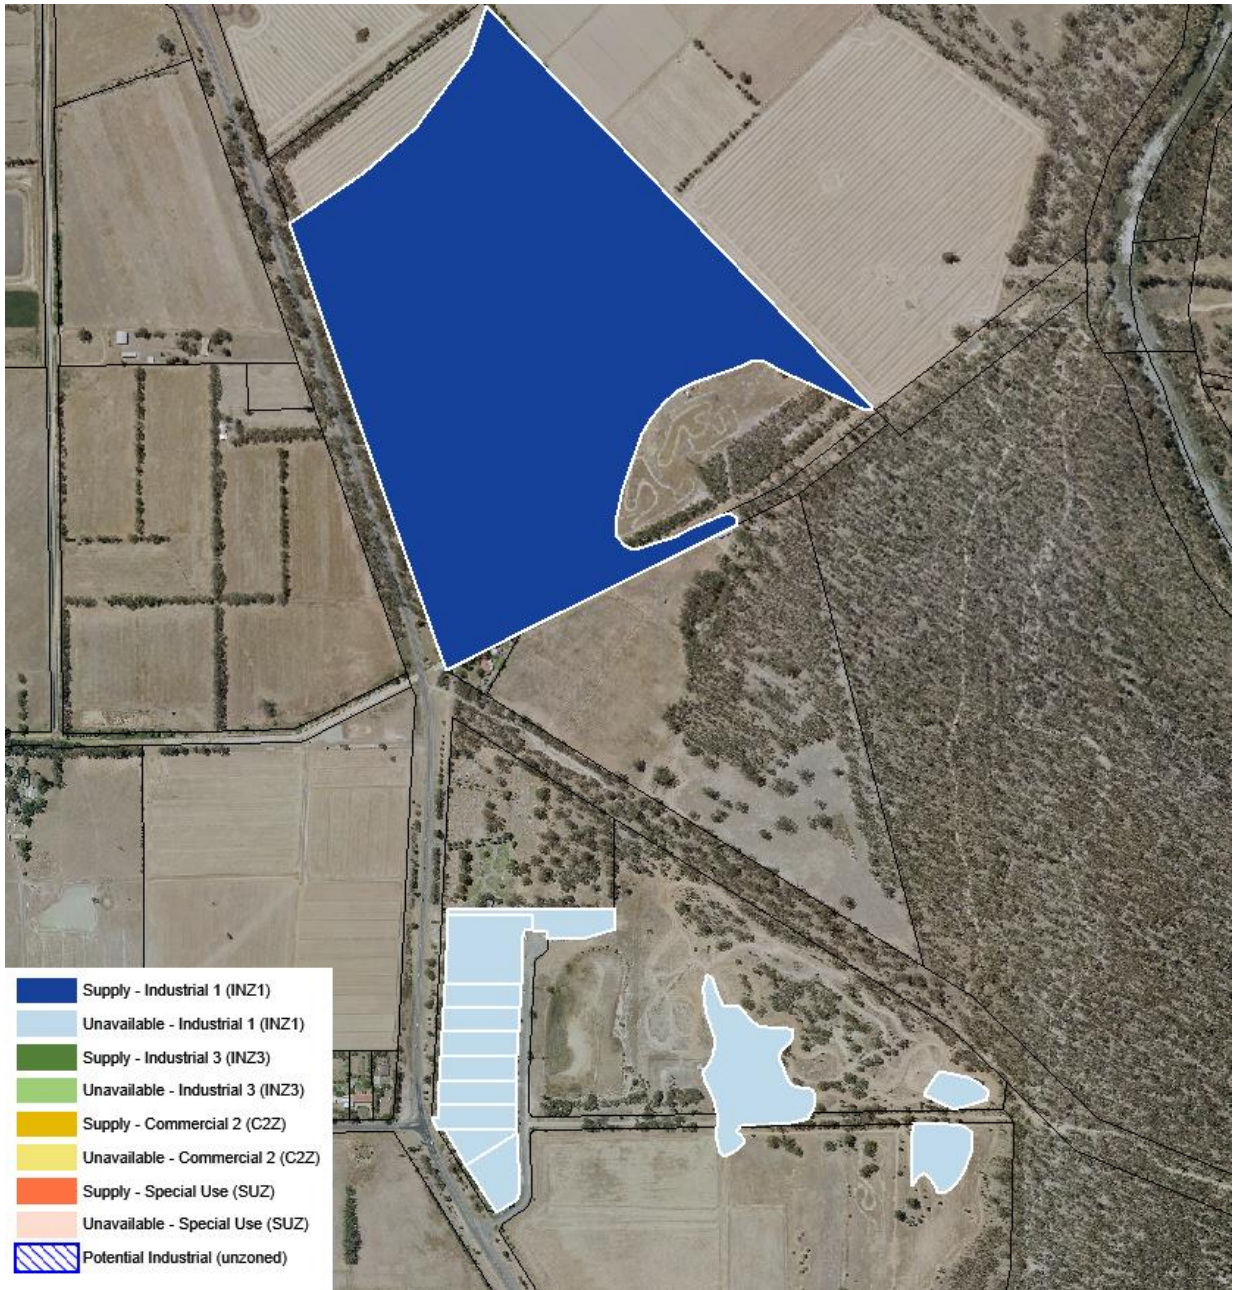 Supply - Industrial 1 (INZ1)
Unavailable - Industrial 1 (INZ1)
Supply - Industrial 3 (INZ3)
Unavailable - Industrial 3 (INZ3)
Supply - Commercial 2 (C2Z)
Unavailable - Commercial 2 (C2Z)
Supply - Special Use (SUZ)
Unavailable - Special Use (SUZ)
Potential Industrial (unzoned)